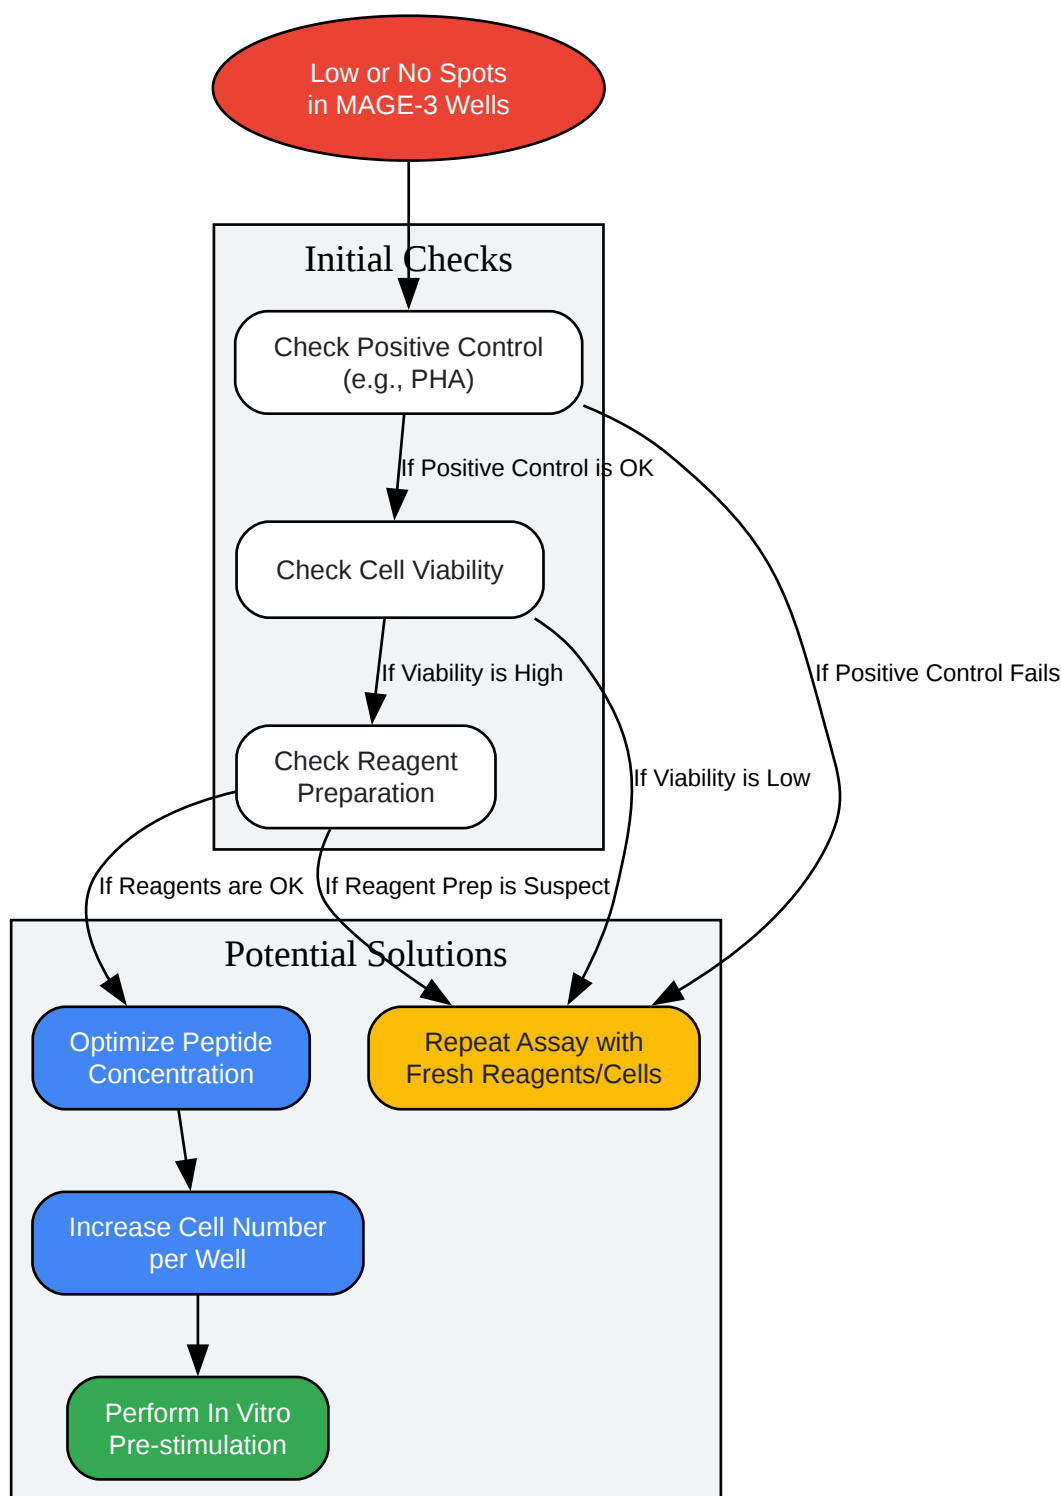 Low or No Spots
in MAGE-3 Wells
Initial Checks
Check Positive Control
(e.g., PHA)
If Positive Control is OK
Check Cell Viability
If Viability is High
If Positive Control Fails
Check Reagent
Preparation
If Viability is Low
If Reagents are OK
If Reagent Prep is Suspect
Potential Solutions
Optimize Peptide
Concentration
Repeat Assay with
Fresh Reagents/Cells
Increase Cell Number
per Well
Perform In Vitro
Pre-stimulation